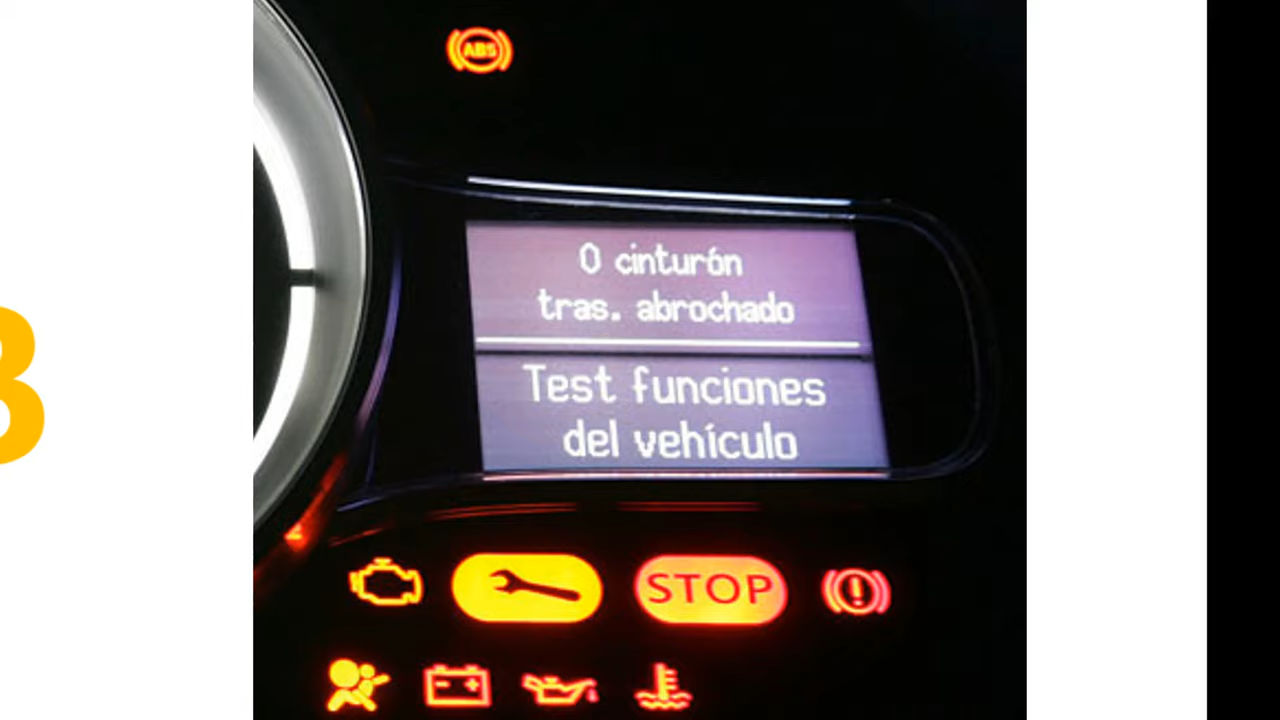 ABS
0 cinturón
tras. abrochado
Test funciones
del vehículo
STOP